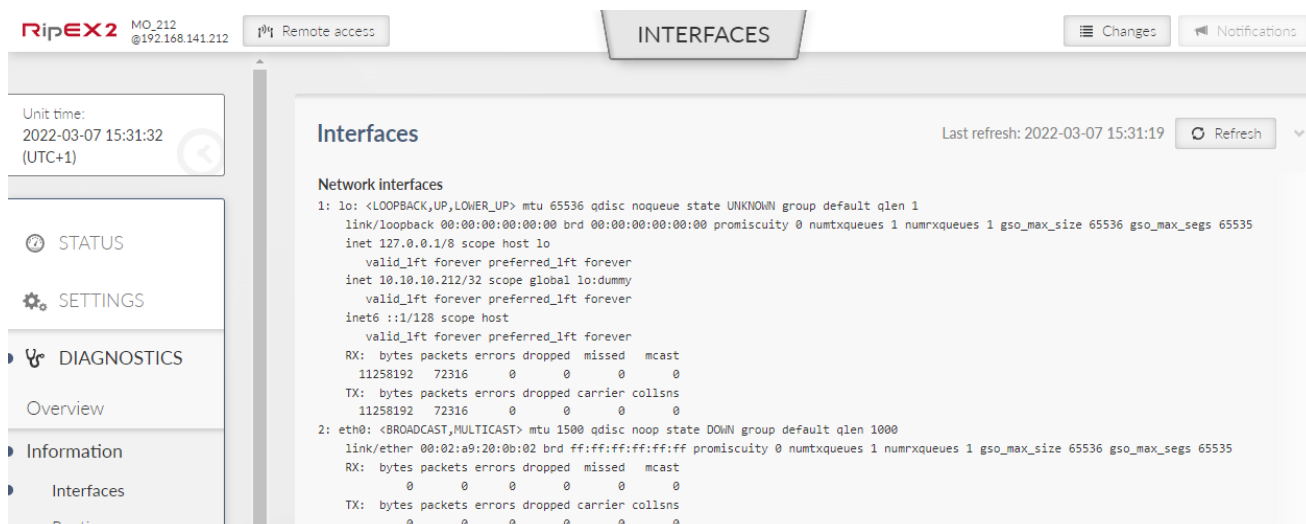 RipEX2
MO_212
@192.168.141.212
Remote access
INTERFACES
Changes
Notifications
Unit time:
2022-03-07 15:31:32
(UTC+1)
STATUS
SETTINGS
DIAGNOSTICS
Overview
Information
Interfaces
Interfaces
Last refresh: 2022-03-07 15:31:19
Refresh
Network interfaces
1: lo: <LOOPBACK,UP,LOWER_UP> mtu 65536 qdisc noqueue state UNKNOWN group default qlen 1
link/loopback 00:00:00:00:00:00 brd 00:00:00:00:00:00 promiscuity 0 numtxqueues 1 numrxqueues 1 gso_max_size 65536 gso_max_segs 65535
inet 127.0.0.1/8 scope host lo
valid_lft forever preferred_lft forever
inet 10.10.10.212/32 scope global lo:dummy
valid_lft forever preferred_lft forever
inet6 ::1/128 scope host
valid_lft forever preferred_lft forever
RX: bytes packets errors dropped missed mcast
11258192 72316 0 0 0 0
TX: bytes packets errors dropped carrier collsns
11258192 72316 0 0 0 0
2: eth0: <BROADCAST,MULTICAST> mtu 1500 qdisc noop state DOWN group default qlen 1000
link/ether 00:02:a9:20:0b:02 brd ff:ff:ff:ff:ff:ff promiscuity 0 numtxqueues 1 numrxqueues 1 gso_max_size 65536 gso_max_segs 65535
RX: bytes packets errors dropped missed mcast
0 0 0 0 0 0
TX: bytes packets errors dropped carrier collsns
0 0 0 0 0 0